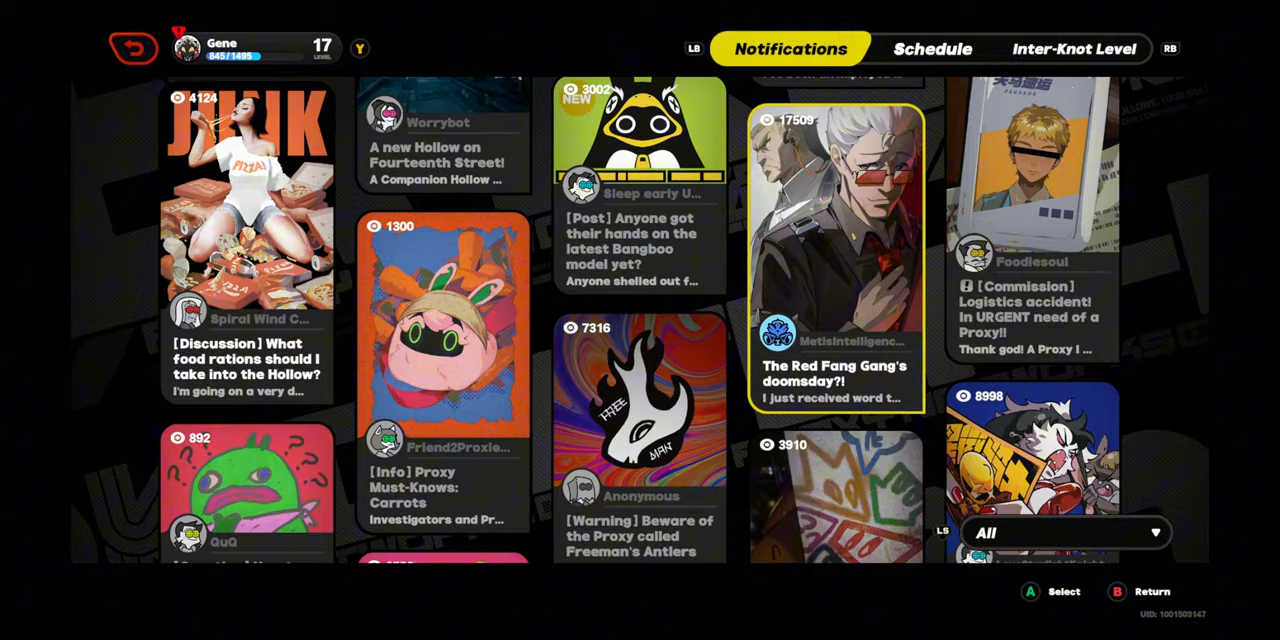 Gene
845/1495
17
LEVEL
Y
LB
Notifications
Schedule
Inter-Knot Level
RB
4124
JUNK
PIZZA!
Spiral Wind C...
[Discussion] What
food rations should I
take into the Hollow?
I'm going on a very d...
892
QuQ
Worrybot
A new Hollow on
Fourteenth Street!
A Companion Hollow ...
1300
Friend2Proxie...
[Info] Proxy
Must-Knows:
Carrots
Investigators and Pr...
3002
NEW
Sleep early U...
[Post] Anyone got
their hands on the
latest Bangboo
model yet?
Anyone shelled out f...
7316
FREE
MAN
Anonymous
[Warning] Beware of
the Proxy called
Freeman's Antlers
17509
MetisIntelligenc...
The Red Fang Gang's
doomsday?!
I just received word t...
3910
PEGASUS
Foodiesoul
[Commission]
Logistics accident!
In URGENT need of a
Proxy!!
Thank god! A Proxy I ...
8998
LS
All
A
Select
B
Return
UID: 1001503147